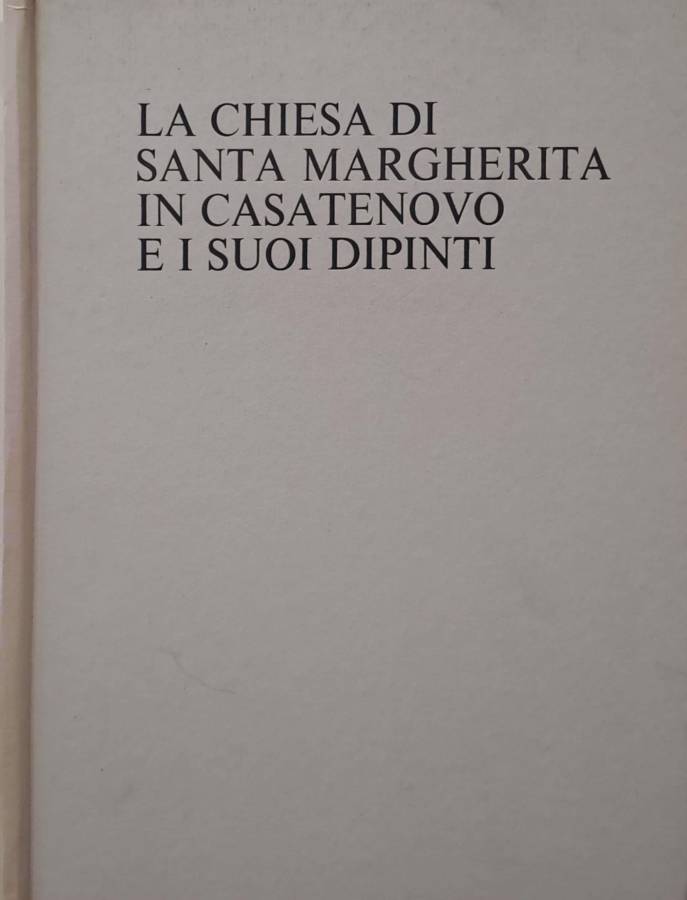 LA CHIESA DI
SANTA MARGHERITA
IN CASATENOVO
E I SUOI DIPINTI